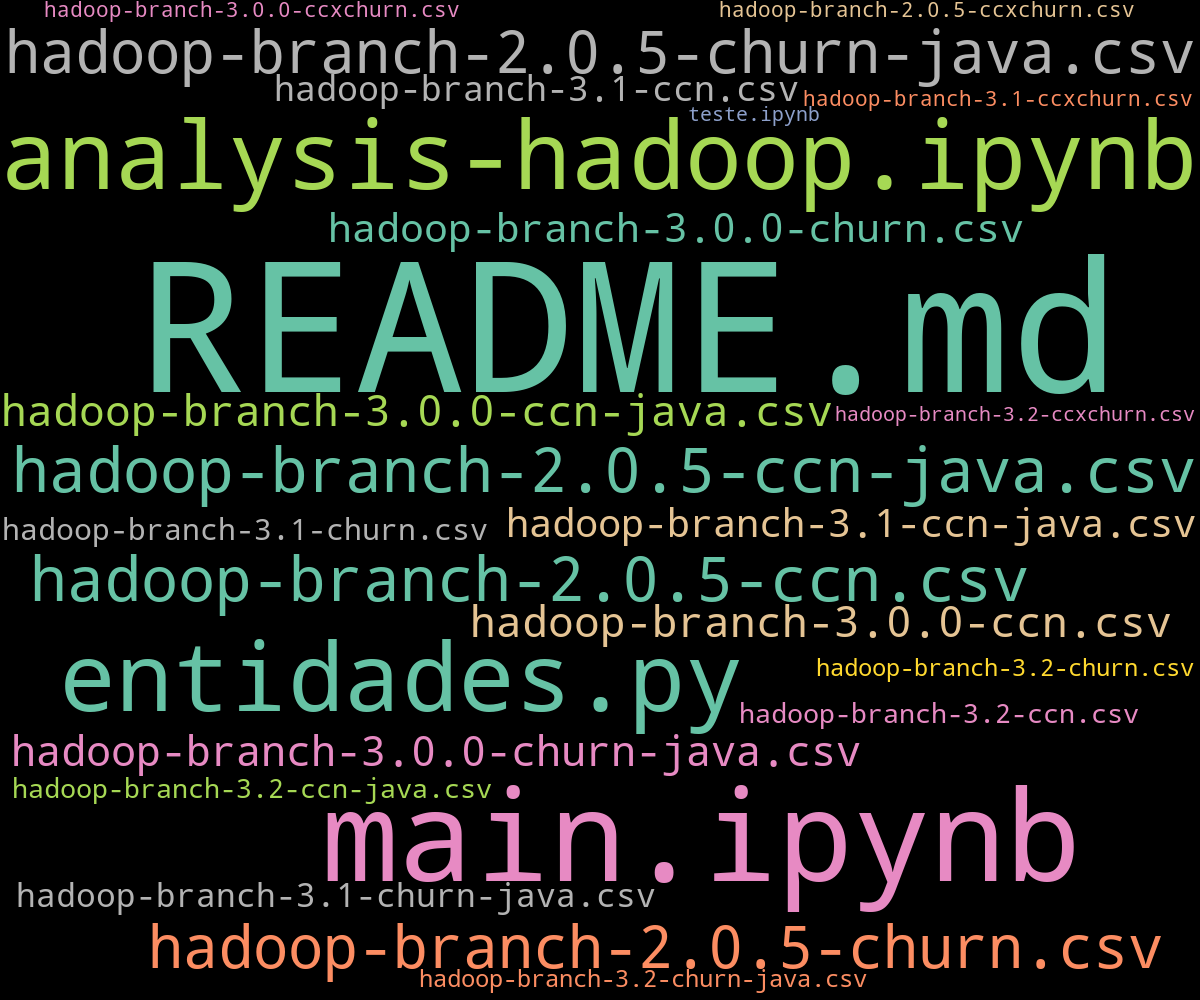 hadoop-branch-3.0.0-ccxchurn.csv
hadoop-branch-2.0.5-ccxchurn.csv
hadoop-branch-2.0.5-churn-java.csv
hadoop-branch-3.1-ccn.csv
hadoop-branch-3.1-ccxchurn.csv
teste.ipynb
analysis-hadoop.ipynb
hadoop-branch-3.0.0-churn.csv
README.md
hadoop-branch-3.0.0-ccn-java.csv
hadoop-branch-3.2-ccxchurn.csv
hadoop-branch-2.0.5-ccn-java.csv
hadoop-branch-3.1-churn.csv
hadoop-branch-3.1-ccn-java.csv
hadoop-branch-2.0.5-ccn.csv
hadoop-branch-3.0.0-ccn.csv
entidades.py
hadoop-branch-3.2-churn.csv
hadoop-branch-3.2-ccn.csv
hadoop-branch-3.0.0-churn-java.csv
hadoop-branch-3.2-ccn-java.csv
main.ipynb
hadoop-branch-3.1-churn-java.csv
hadoop-branch-2.0.5-churn.csv
hadoop-branch-3.2-churn-java.csv